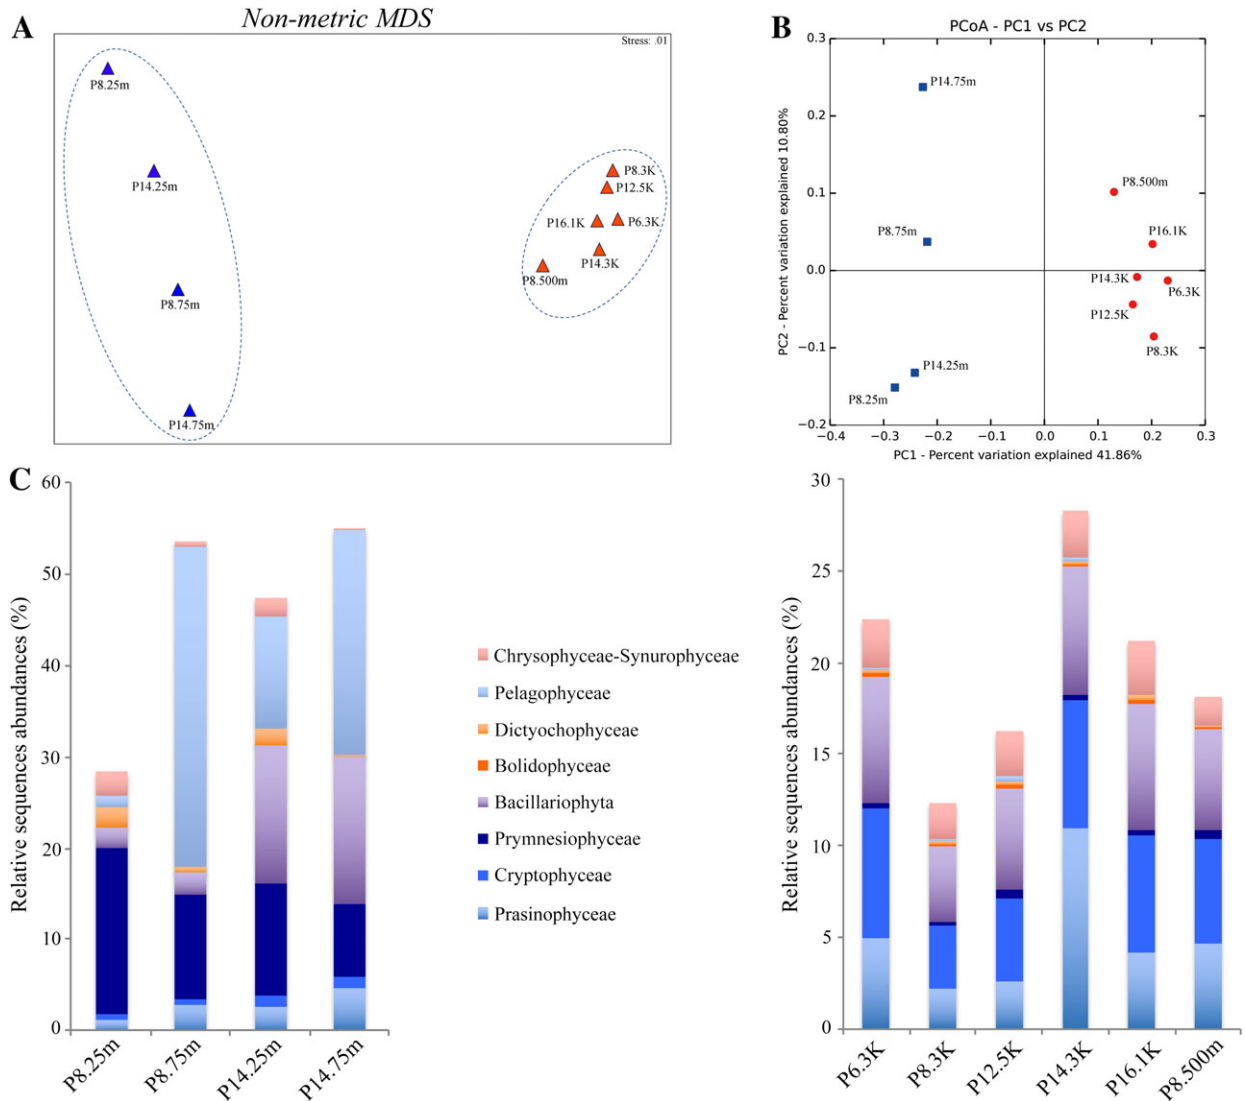 A
Non-metric MDS
Stress: .01
P8.25m
P14.25m
P8.75m
P14.75m
P8.3K
P12.5K
P16.1K
P6.3K
P14.3K
P8.500m
B
PCoA - PC1 vs PC2
PC2 - Percent variation explained 10.80%
0.3
0.2
0.1
0.0
−0.1
−0.2
P14.75m
P8.500m
P8.75m
P16.1K
P14.3K
P6.3K
P12.5K
P8.3K
P14.25m
P8.25m
−0.4
−0.3
−0.2
−0.1
0.0
0.1
0.2
0.3
PC1 - Percent variation explained 41.86%
C
Relative sequences abundances (%)
60
50
40
30
20
10
0
P8.25m
P8.75m
P14.25m
P14.75m
Chrysophyceae-Synurophyceae
Pelagophyceae
Dictyochophyceae
Bolidophyceae
Bacillariophyta
Prymnesiophyceae
Cryptophyceae
Prasinophyceae
Relative sequences abundances (%)
30
25
20
15
10
5
0
P6.3K
P8.3K
P12.5K
P14.3K
P16.1K
P8.500m